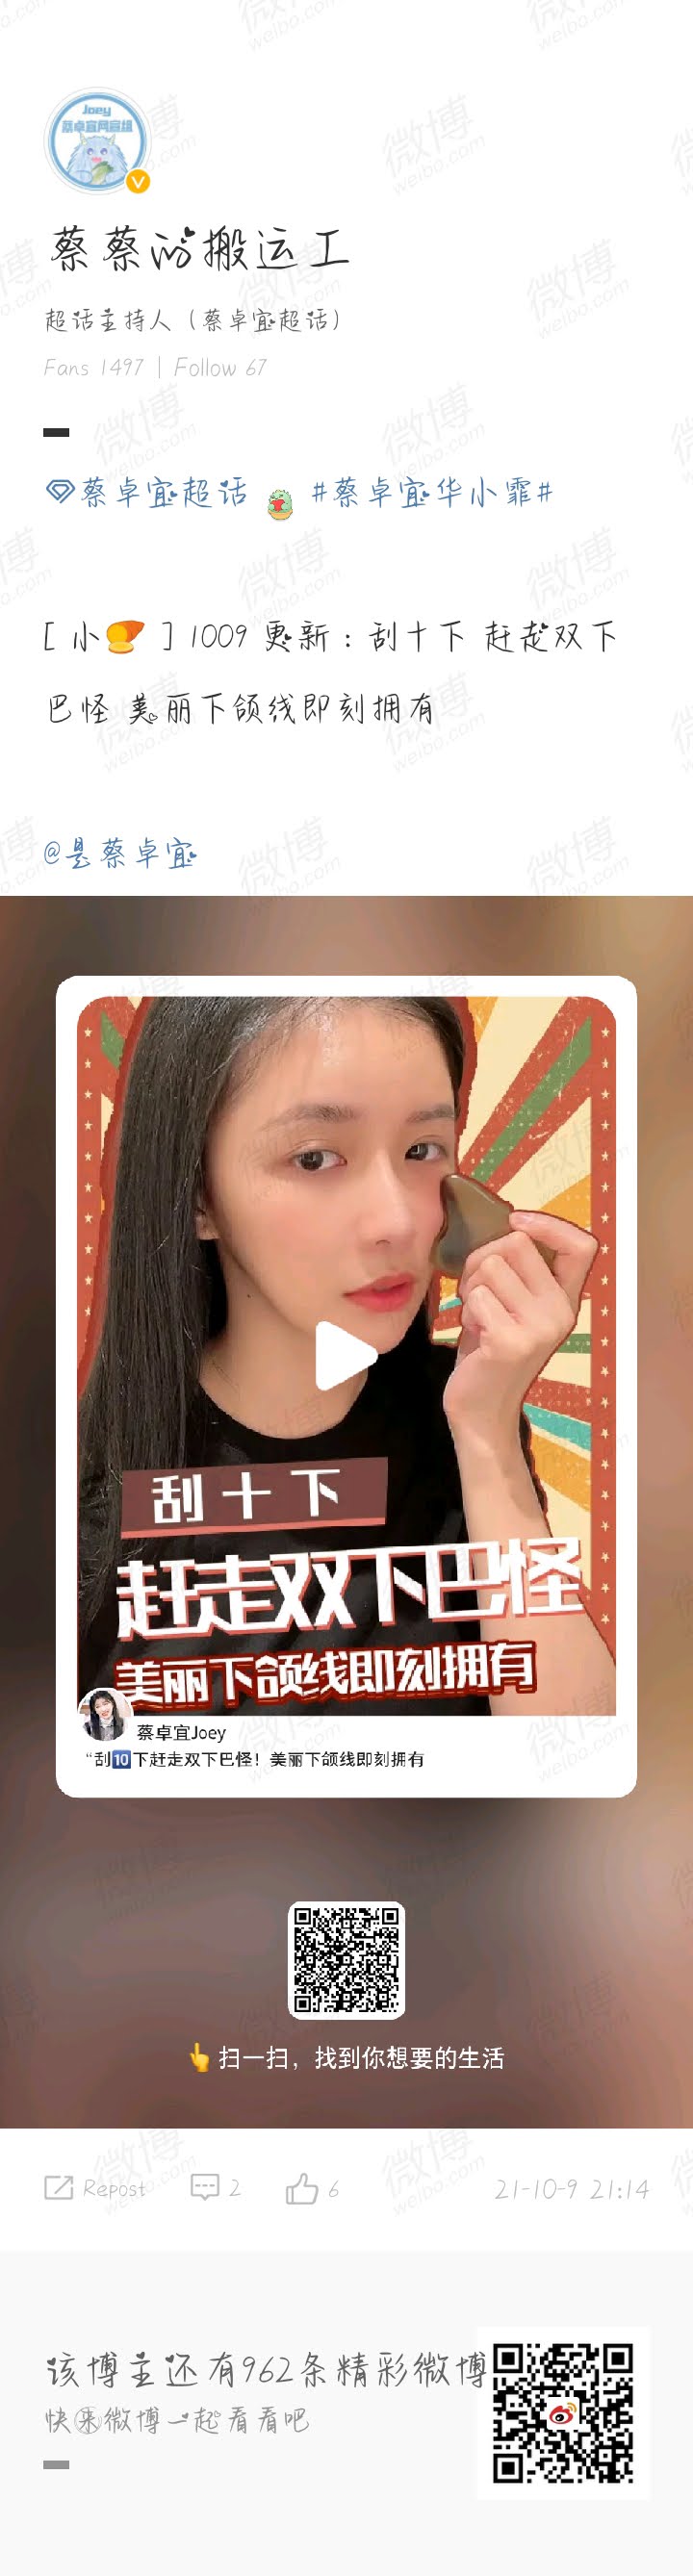 Joey
蔡卓宜网宣组
蔡蔡的搬运工
超话主持人（蔡卓宜超话）
Fans 1497 | Follow 67
蔡卓宜超话 #蔡卓宜华小霏#
[ 小🍠 ] 1009 更新：刮十下 赶走双下
巴怪 美丽下颌线即刻拥有
@是蔡卓宜
刮十下
赶走双下巴怪
美丽下颌线即刻拥有
蔡卓宜Joey
“刮🔟下赶走双下巴怪！美丽下颌线即刻拥有
👆扫一扫，找到你想要的生活
Repost 2 6 21-10-9 21:14
该博主还有962条精彩微博
快来微博一起看看吧
微博
weibo.com